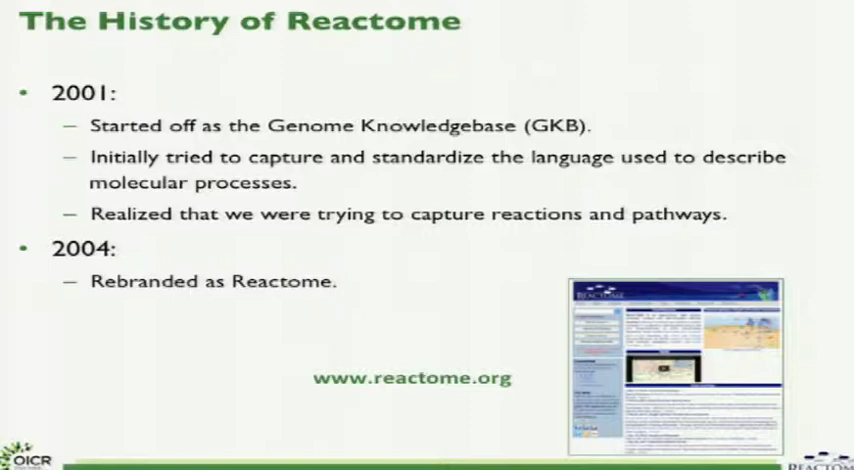 The History of Reactome
• 2001:
– Started off as the Genome Knowledgebase (GKB).
– Initially tried to capture and standardize the language used to describe
molecular processes.
– Realized that we were trying to capture reactions and pathways.
• 2004:
– Rebranded as Reactome.
REACTOME
www.reactome.org
OICR
REACTOME